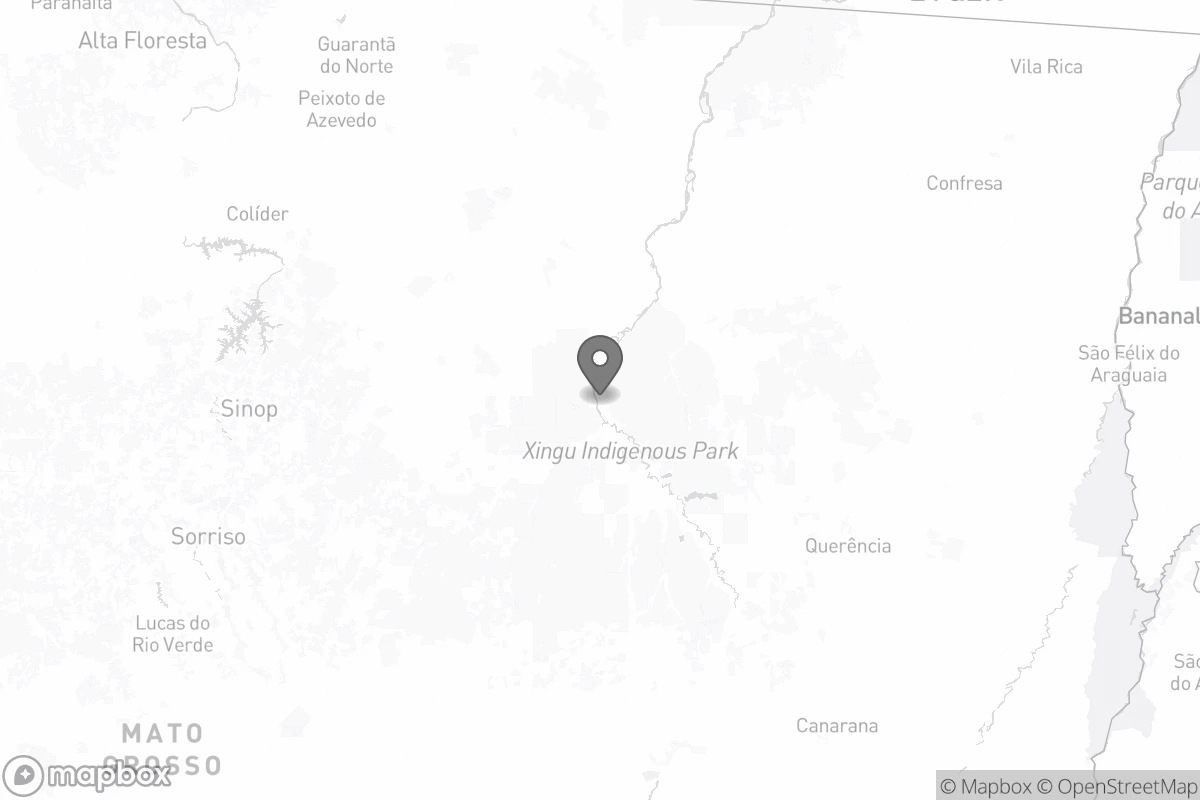 Paranaíta
Alta Floresta
Guarantã
do Norte
Peixoto de
Azevedo
Vila Rica
Confresa
Parqu
do A
Colíder
Bananal
São Félix do
Araguaia
Sinop
Xingu Indigenous Park
Sorriso
Querência
Lucas do
Rio Verde
São
do A
Canarana
MATO
GROSSO
mapbox
© Mapbox © OpenStreetMap